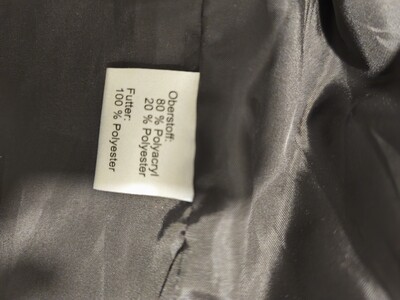 Oberstoff:
80 % Polyacryl
20 % Polyester
Futter:
100 % Polyester